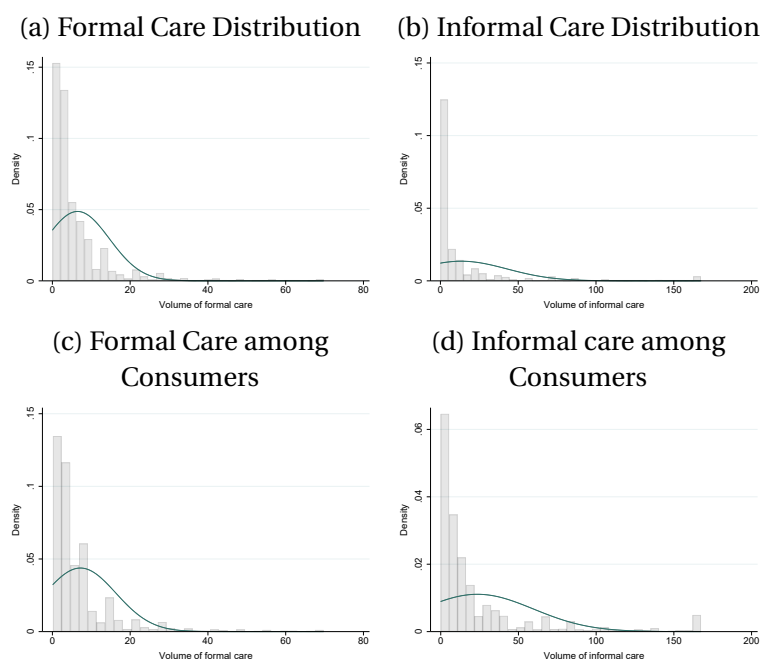 (a) Formal Care Distribution
(b) Informal Care Distribution
.15
.1
.05
0
Density
0 20 40 60 80
Volume of formal care
.15
.1
.05
0
Density
0 50 100 150 200
Volume of informal care
(c) Formal Care among
Consumers
(d) Informal care among
Consumers
.15
.1
.05
0
Density
0 20 40 60 80
Volume of formal care
.06
.04
.02
0
Density
0 50 100 150 200
Volume of informal care